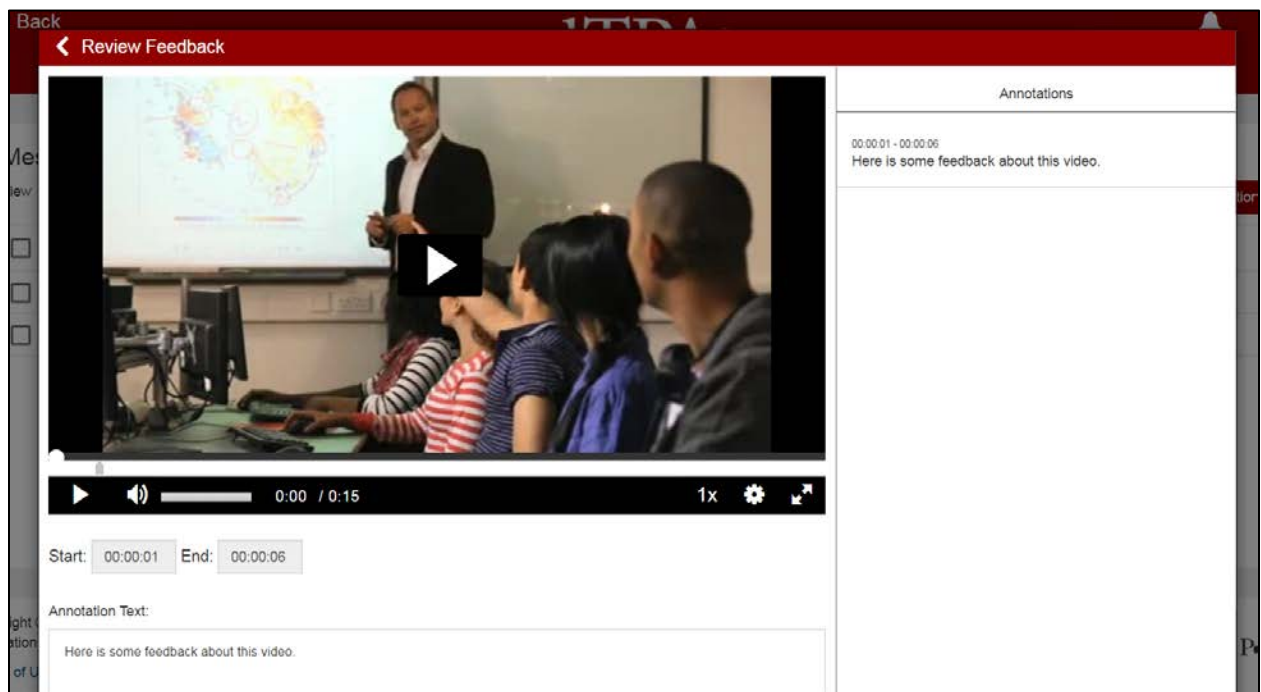 Back
Review Feedback
Annotations
00:00:01 - 00:00:06
Here is some feedback about this video.
0:00 / 0:15
1x
Start: 00:00:01 End: 00:00:06
Annotation Text:
Here is some feedback about this video.
of U